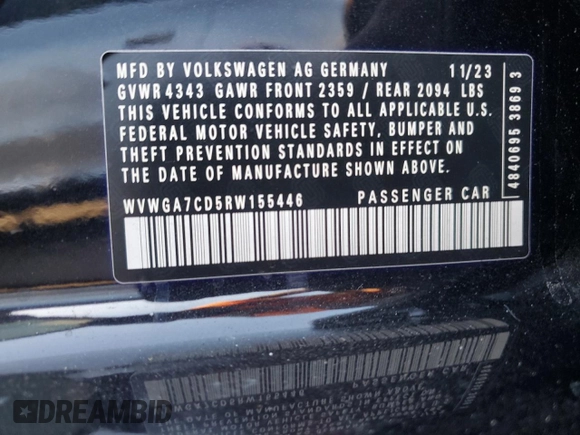 MFD BY VOLKSWAGEN AG GERMANY 11/23
GVWR 4343 GAWR FRONT 2359 / REAR 2094 LBS
THIS VEHICLE CONFORMS TO ALL APPLICABLE U.S.
FEDERAL MOTOR VEHICLE SAFETY, BUMPER AND
THEFT PREVENTION STANDARDS IN EFFECT ON
THE DATE OF MANUFACTURE SHOWN ABOVE.
WVWGA7CD5RW155446 PASSENGER CAR
4840695 3869 3
DREAMBID